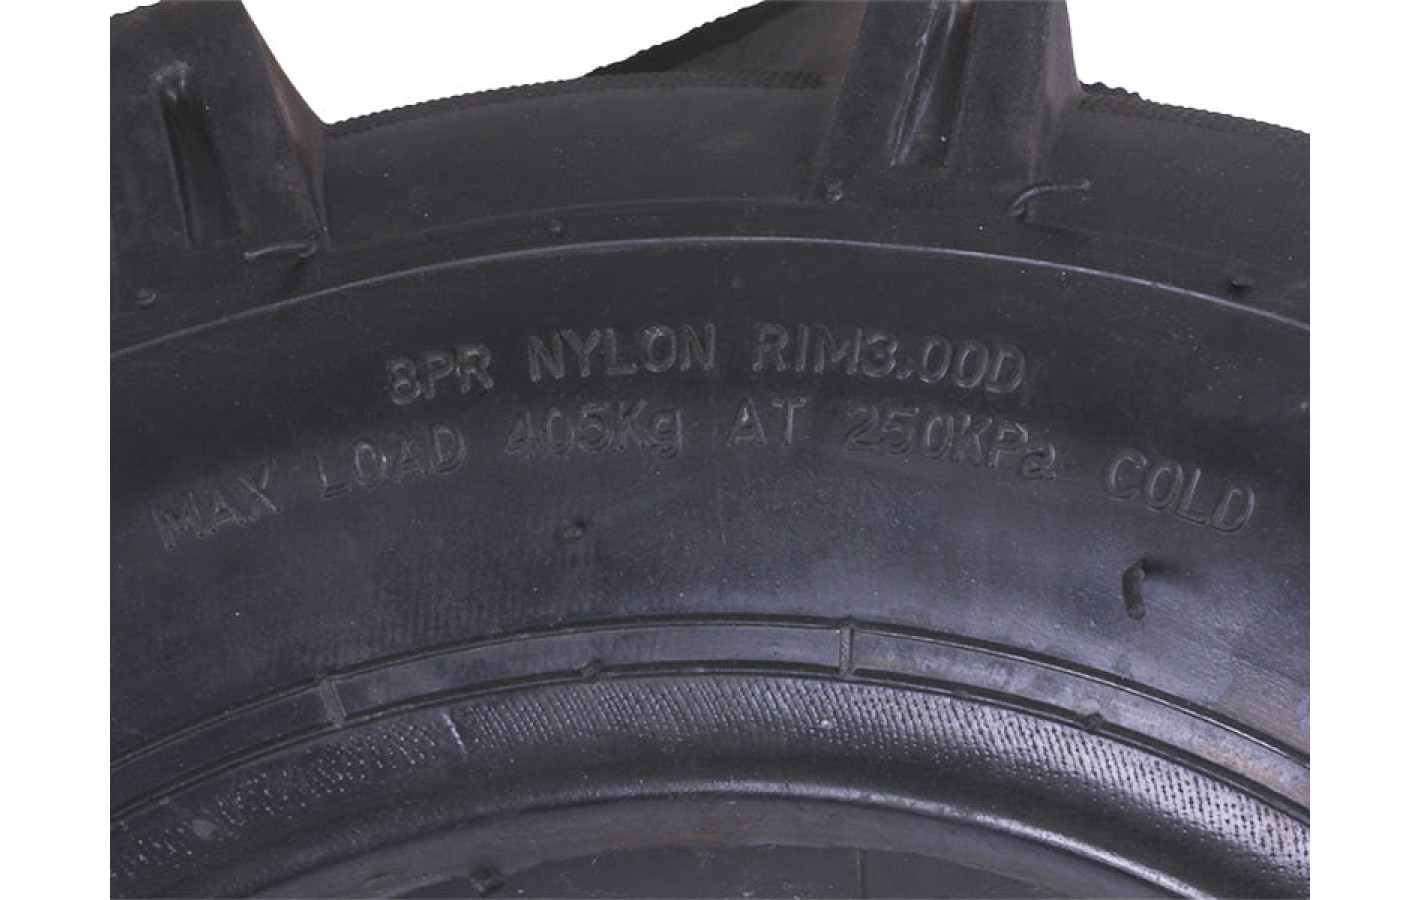 8PR NYLON RIM3.00D
MAX LOAD 405Kg AT 250KPa COLD